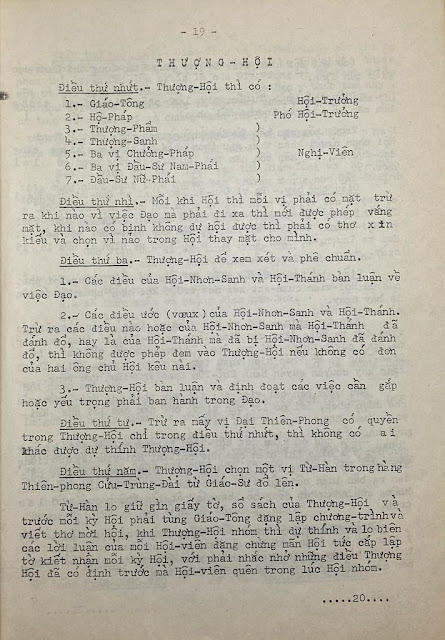 - 19 -
THƯỢNG-HỘI
Điều thứ nhứt.- Thượng-Hội thì có :
1.- Giáo-Tông Hội-Trưởng
2.- Hộ-Pháp Phó Hội-Trưởng
3.- Thượng-Phẩm )
4.- Thượng-Sanh )
5.- Ba vị Chưởng-Pháp ) Nghị-Viên
6.- Ba vị Đầu-Sư Nam-Phái )
7.- Đầu-Sư Nữ-Phái )
Điều thứ nhì.- Mỗi khi Hội thì mỗi vị phải có mặt trừ
ra khi nào vì việc Đạo mà phải đi xa thì mới được phép vắng
mặt, khi nào có bịnh không dự hội được thì phải có thơ xin
kiếu và chọn vị nào trong Hội thay mặt cho mình.
Điều thứ ba.- Thượng-Hội để xem xét và phê chuẩn.
1.- Các điều của Hội-Nhơn-Sanh và Hội-Thánh bàn luận về
việc Đạo.
2.- Các điều ước (vœux) của Hội-Nhơn-Sanh và Hội-Thánh.
Trừ ra các điều nào hoặc của Hội-Nhơn-Sanh mà Hội-Thánh đã
đánh đổ, hay là của Hội-Thánh mà đã bị Hội-Nhơn-Sanh đã đánh
đổ, thì không được phép đem vào Thượng-Hội nếu không có đơn
của hai ông chủ Hội kêu nài.
3.- Thượng-Hội bàn luận và định đoạt các việc cần gấp
hoặc yếu trọng phải ban hành trong Đạo.
Điều thứ tư.- Trừ ra mấy vị Đại Thiên-Phong có quyền
trong Thượng-Hội chỉ trong điều thứ nhứt, thì không có ai
khác được dự thính Thượng-Hội.
Điều thứ năm.- Thượng-Hội chọn một vị Từ-Hàn trong hàng
Thiên-phong Cửu-Trùng-Đài từ Giáo-Sư đổ lên.
Từ-Hàn lo giữ gìn giấy tờ, sổ sách của Thượng-Hội và
trước mỗi kỳ Hội phải tùng Giáo-Tông đặng lập chương-trình và
viết thơ mời hội, khi Thượng-Hội nhóm thì dự thính và lo biên
các lời luận của mỗi Hội-viên đặng chừng mãn Hội tức cấp lập
tờ kiết nhận mỗi kỳ Hội, với phải nhắc nhở những điều Thượng
Hội đã có định trước mà Hội-viên quên trong lúc Hội nhóm.
.....20....